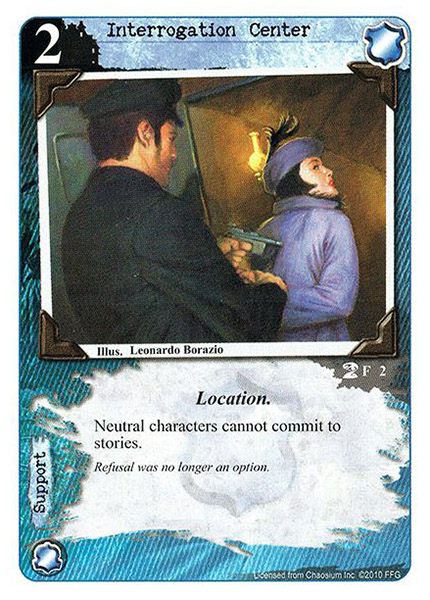 2
Interrogation Center
Illus. Leonardo Borazio
F 2
Location.
Neutral characters cannot commit to
stories.
Refusal was no longer an option.
Support
Licensed from Chaosium Inc. ©2010 FFG